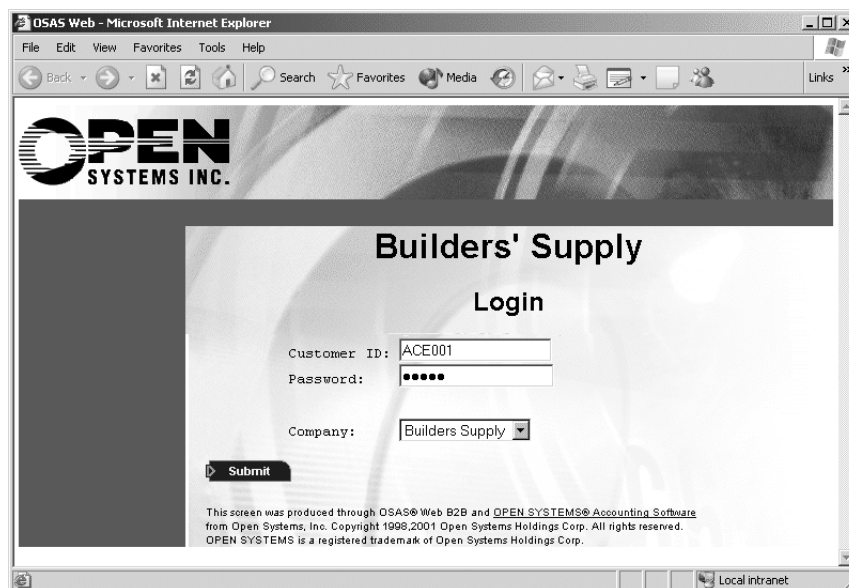 OSAS Web - Microsoft Internet Explorer
File Edit View Favorites Tools Help
Back Search Favorites Media Links »
OPEN
SYSTEMS INC.
Builders' Supply
Login
Customer ID: ACE001
Password: •••••
Company: Builders Supply
Submit
This screen was produced through OSAS® Web B2B and OPEN SYSTEMS® Accounting Software
from Open Systems, Inc. Copyright 1998,2001 Open Systems Holdings Corp. All rights reserved.
OPEN SYSTEMS is a registered trademark of Open Systems Holdings Corp.
Local intranet